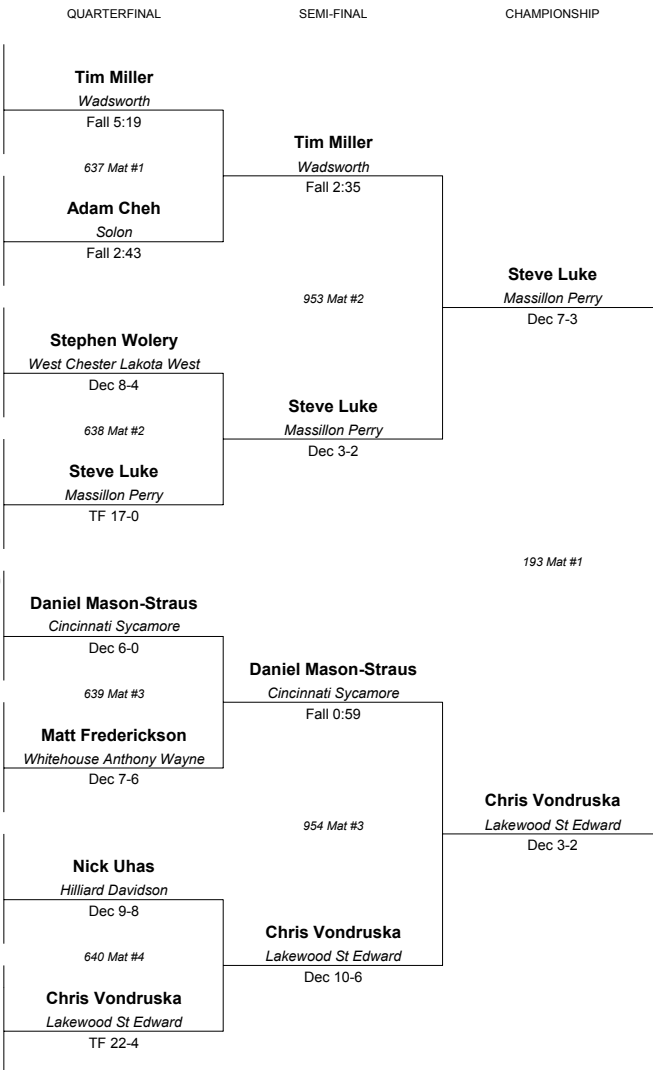 QUARTERFINAL SEMI-FINAL CHAMPIONSHIP
Tim Miller
Wadsworth
Fall 5:19
637 Mat #1
Adam Cheh
Solon
Fall 2:43
Stephen Wolery
West Chester Lakota West
Dec 8-4
638 Mat #2
Steve Luke
Massillon Perry
TF 17-0
Daniel Mason-Straus
Cincinnati Sycamore
Dec 6-0
639 Mat #3
Matt Frederickson
Whitehouse Anthony Wayne
Dec 7-6
Nick Uhas
Hilliard Davidson
Dec 9-8
640 Mat #4
Chris Vondruska
Lakewood St Edward
TF 22-4
Tim Miller
Wadsworth
Fall 2:35
953 Mat #2
Steve Luke
Massillon Perry
Dec 3-2
Daniel Mason-Straus
Cincinnati Sycamore
Fall 0:59
954 Mat #3
Chris Vondruska
Lakewood St Edward
Dec 10-6
Steve Luke
Massillon Perry
Dec 7-3
193 Mat #1
Chris Vondruska
Lakewood St Edward
Dec 3-2